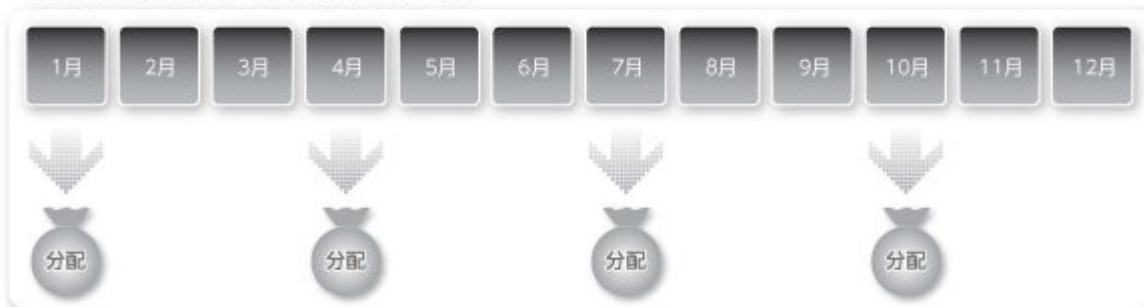 1月 2月 3月 4月 5月 6月 7月 8月 9月 10月 11月 12月
分配 分配 分配 分配